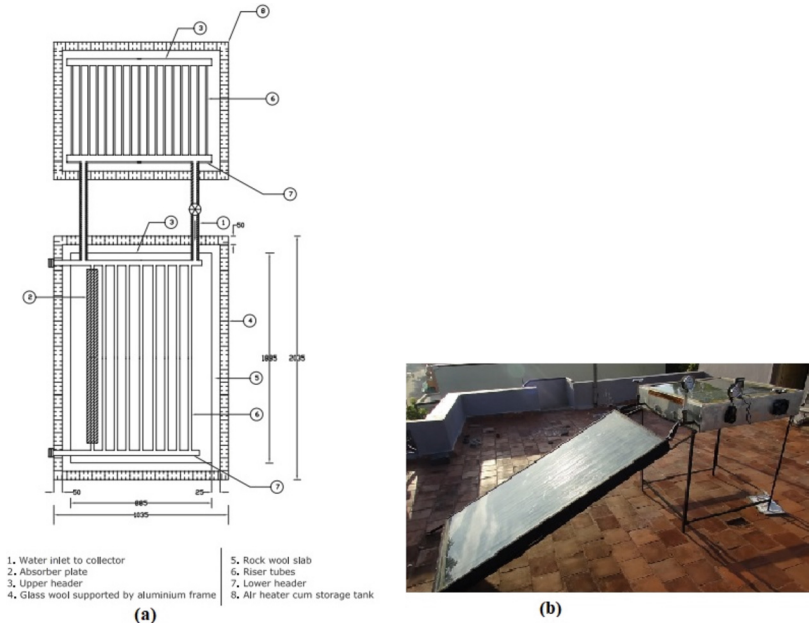 3
8
6
7
1
3
50
2
4
1885
2035
5
6
7
50
25
885
1035
1. Water inlet to collector
2. Absorber plate
3. Upper header
4. Glass wool supported by aluminium frame
5. Rock wool slab
6. Riser tubes
7. Lower header
8. Air heater cum storage tank
(a)
(b)